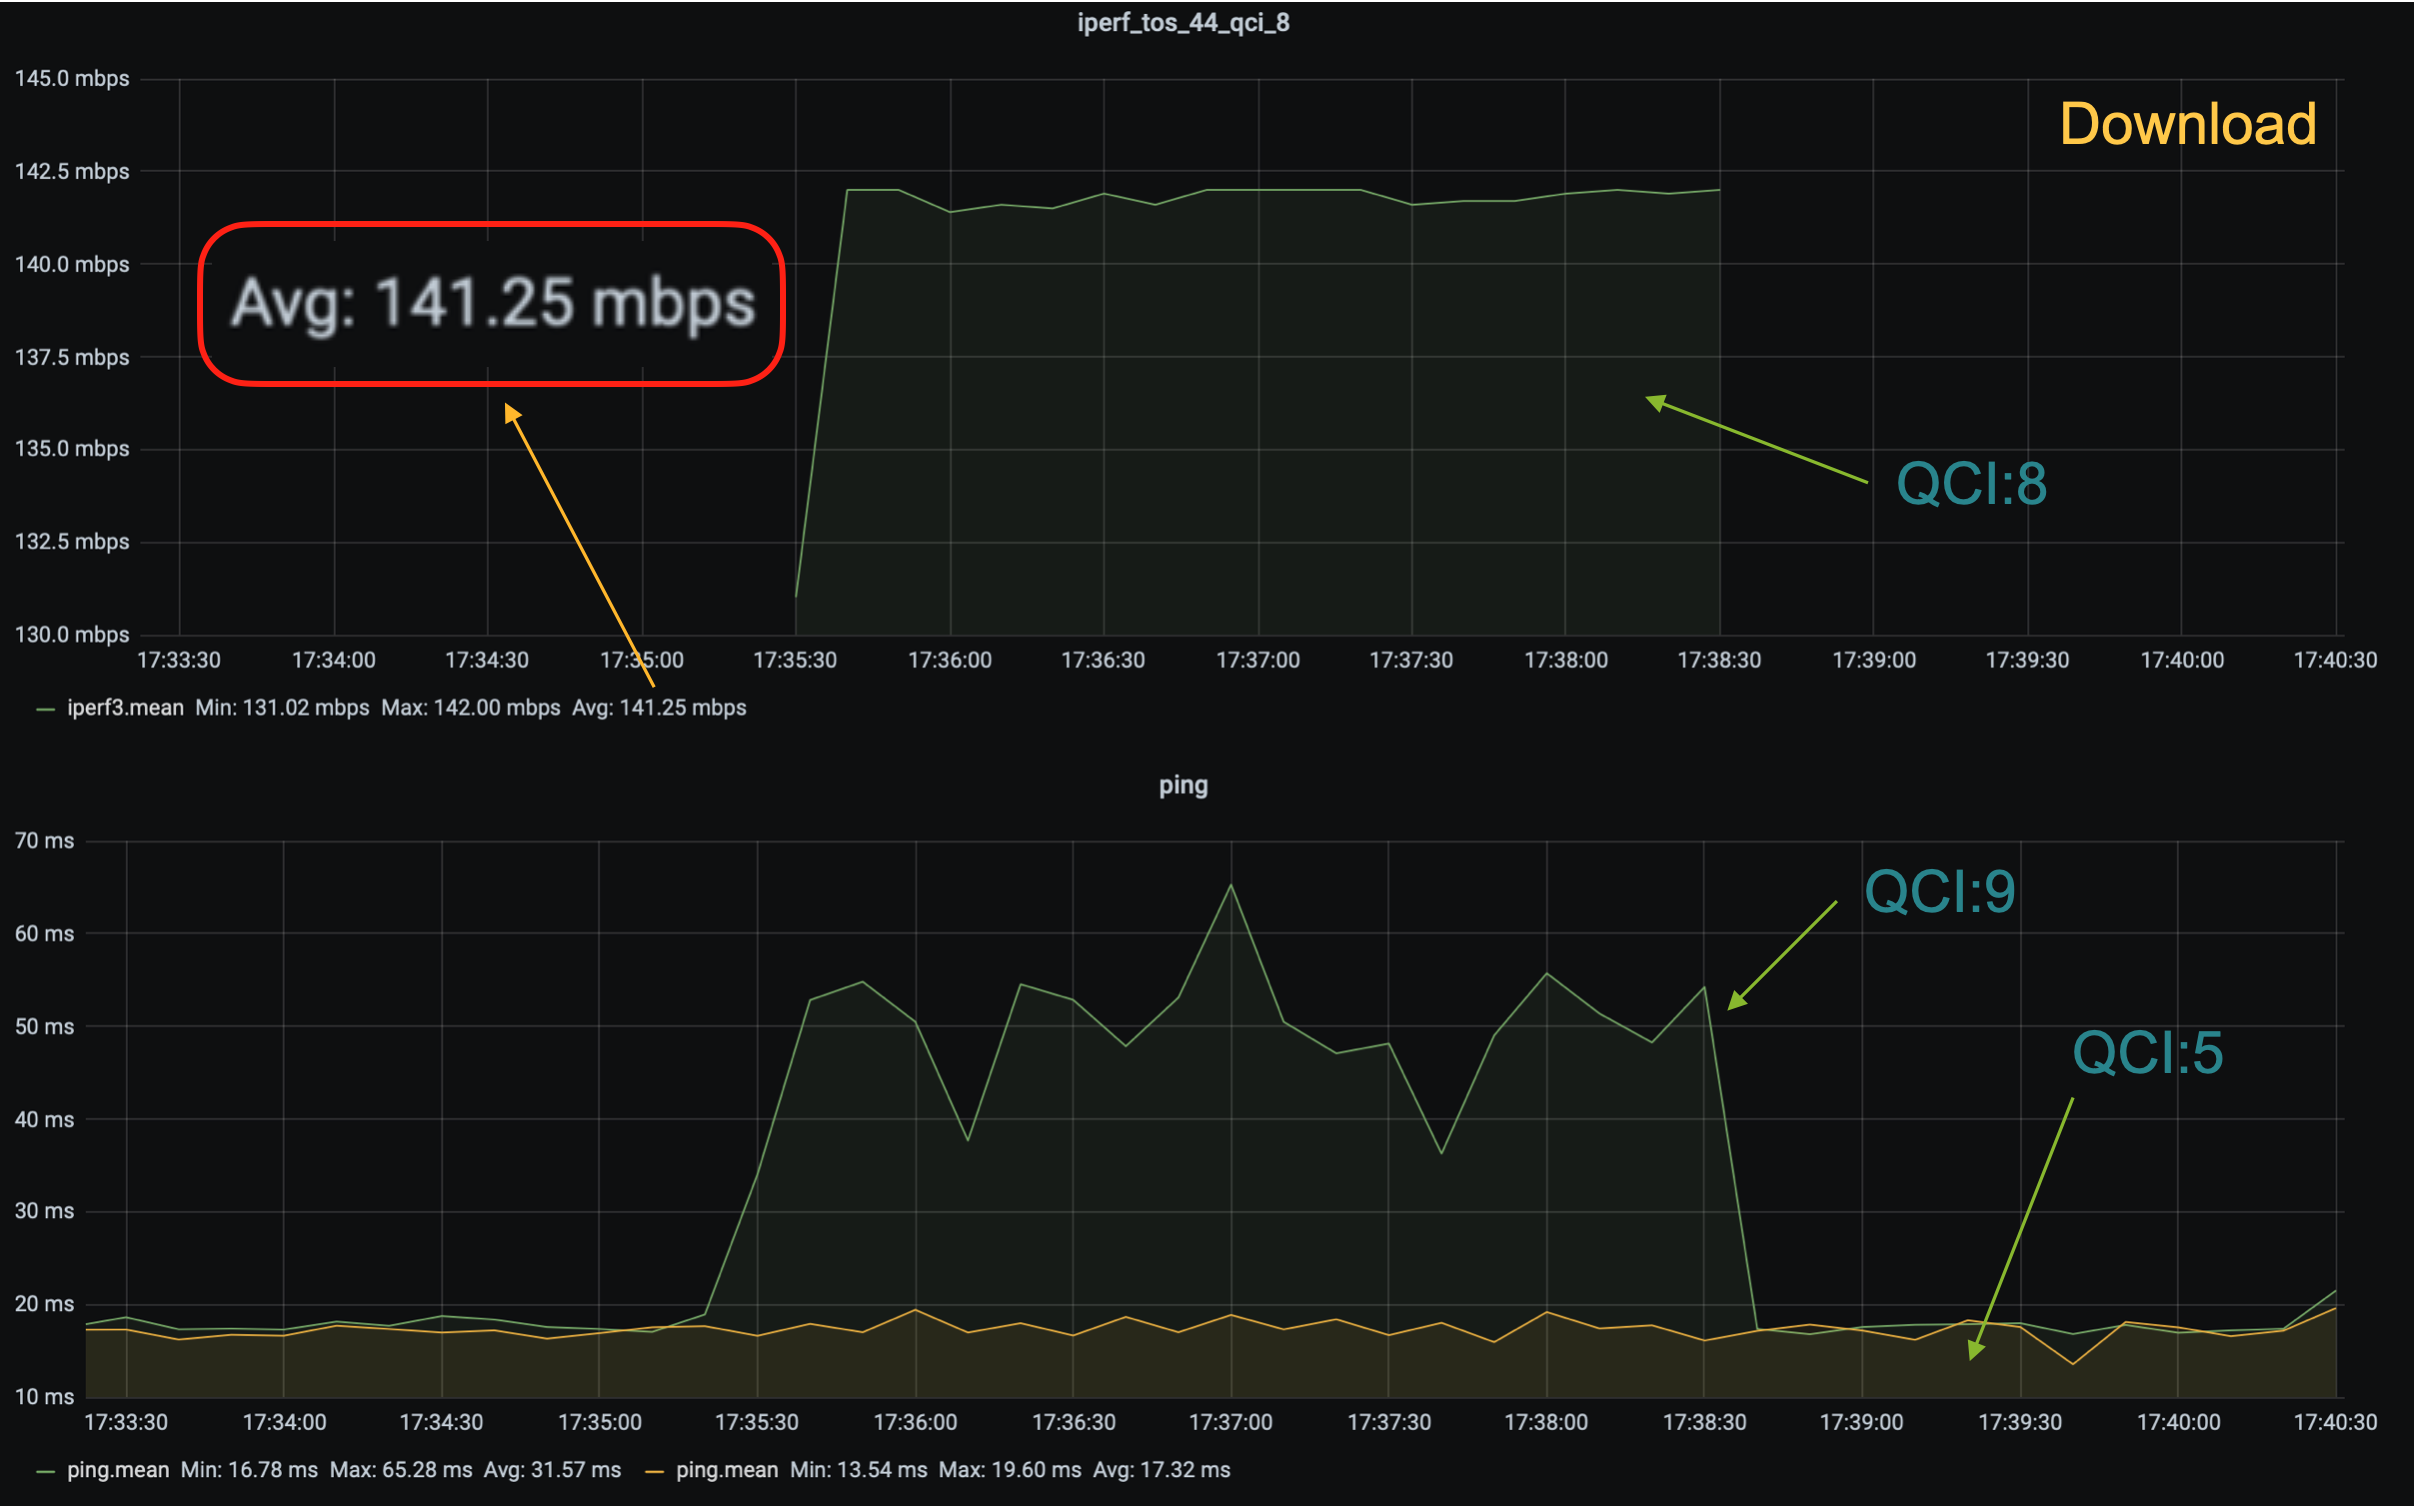 iperf_tos_44_qci_8
145.0 mbps
Download
142.5 mbps
140.0 mbps
Avg: 141.25 mbps
137.5 mbps
135.0 mbps
QCI:8
132.5 mbps
130.0 mbps
17:33:30 17:34:00 17:34:30 17:35:00 17:35:30 17:36:00 17:36:30 17:37:00 17:37:30 17:38:00 17:38:30 17:39:00 17:39:30 17:40:00 17:40:30
iperf3.mean Min: 131.02 mbps Max: 142.00 mbps Avg: 141.25 mbps
ping
70 ms
QCI:9
60 ms
50 ms
QCI:5
40 ms
30 ms
20 ms
10 ms
17:33:30 17:34:00 17:34:30 17:35:00 17:35:30 17:36:00 17:36:30 17:37:00 17:37:30 17:38:00 17:38:30 17:39:00 17:39:30 17:40:00 17:40:30
ping.mean Min: 16.78 ms Max: 65.28 ms Avg: 31.57 ms ping.mean Min: 13.54 ms Max: 19.60 ms Avg: 17.32 ms